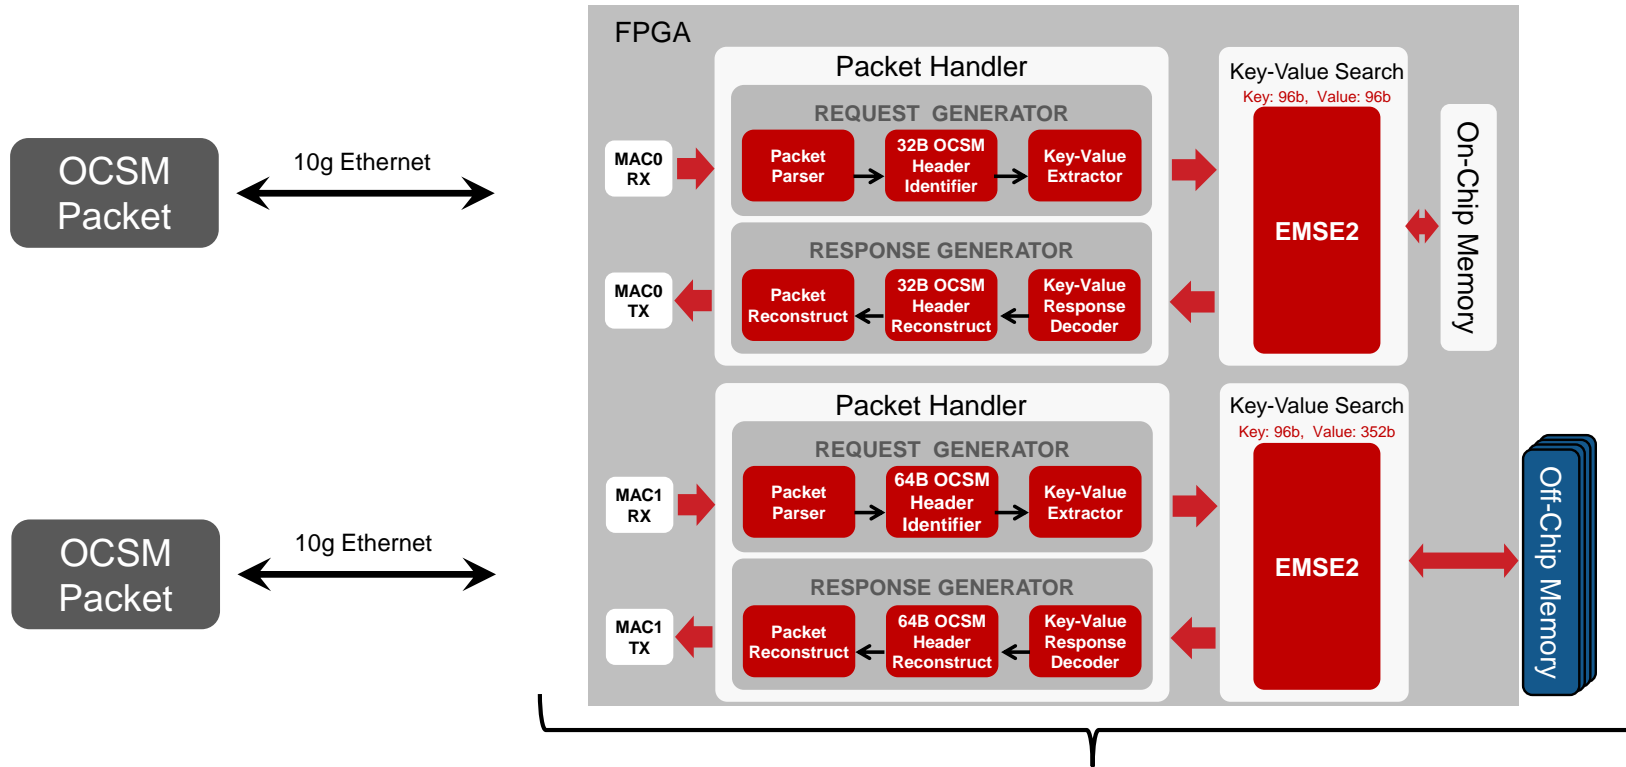 FPGA
Packet Handler
REQUEST GENERATOR
MAC0
RX
Packet
Parser
32B OCSM
Header
Identifier
Key-Value
Extractor
RESPONSE GENERATOR
MAC0
TX
Packet
Reconstruct
32B OCSM
Header
Reconstruct
Key-Value
Response
Decoder
Key-Value Search
Key: 96b, Value: 96b
EMSE2
On-Chip Memory
OCSM
Packet
10g Ethernet
Packet Handler
REQUEST GENERATOR
MAC1
RX
Packet
Parser
64B OCSM
Header
Identifier
Key-Value
Extractor
RESPONSE GENERATOR
MAC1
TX
Packet
Reconstruct
64B OCSM
Header
Reconstruct
Key-Value
Response
Decoder
Key-Value Search
Key: 96b, Value: 352b
EMSE2
Off-Chip Memory
OCSM
Packet
10g Ethernet